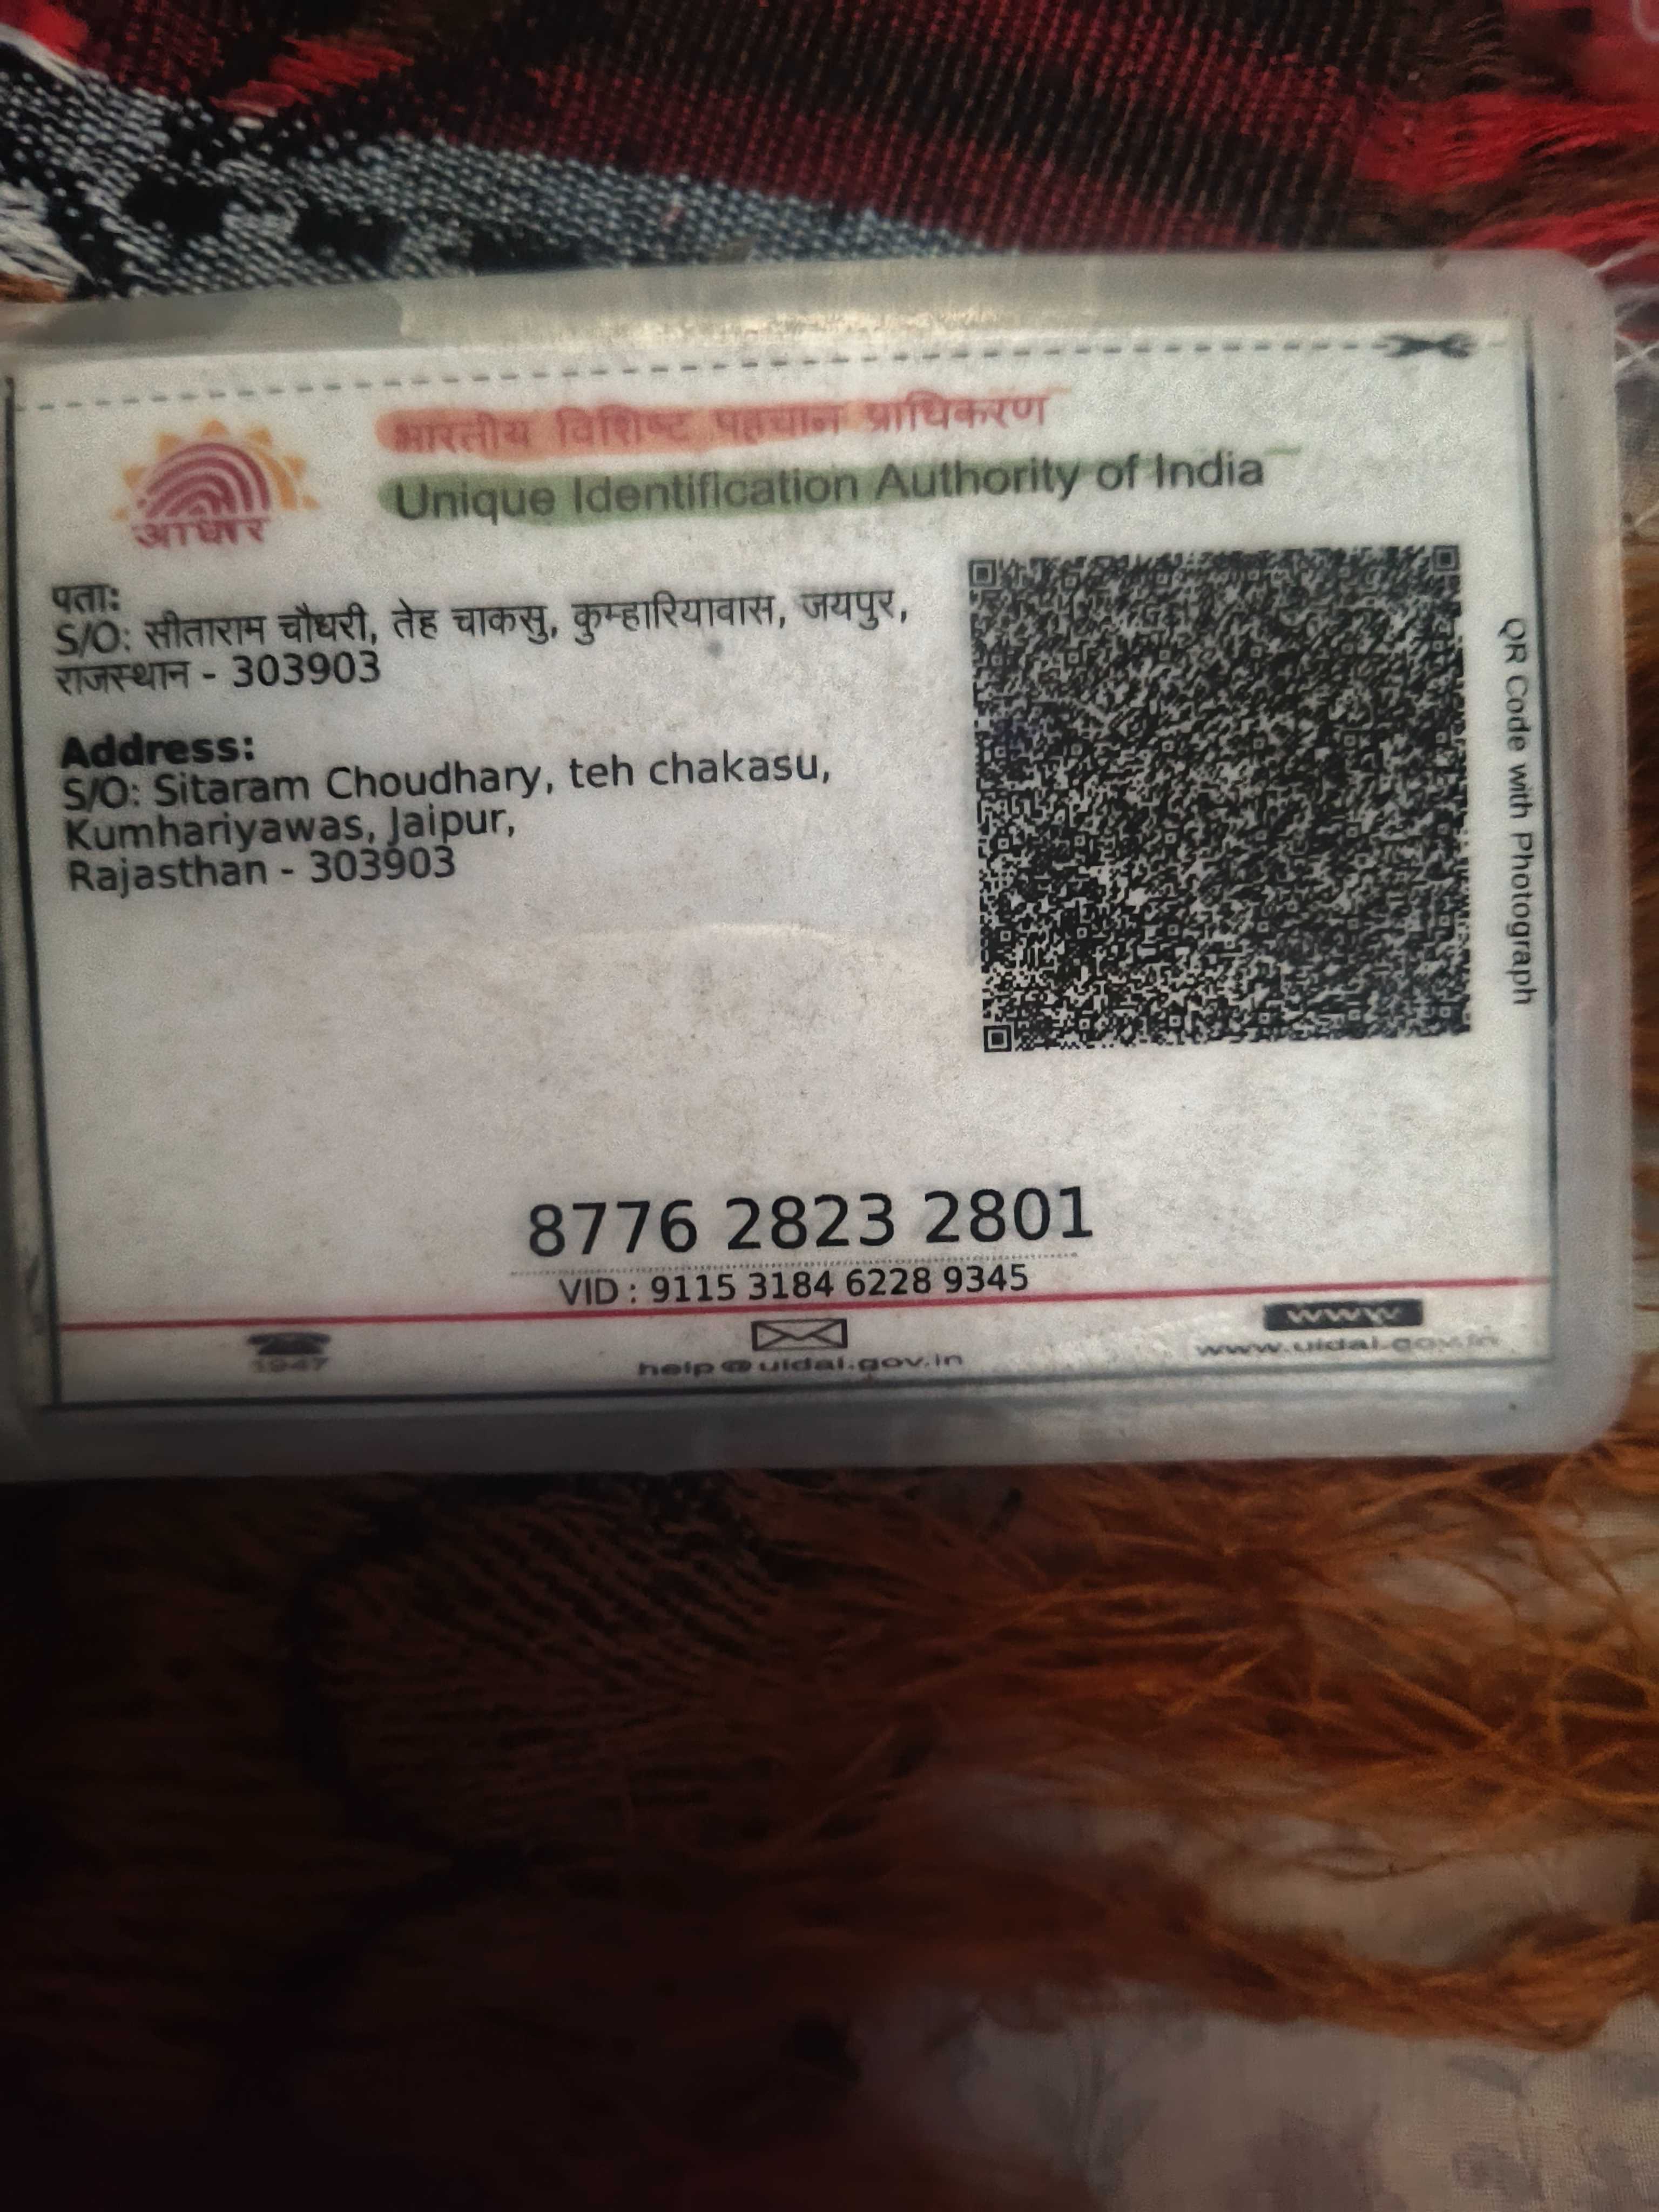 भारतीय विशिष्ट पहचान प्राधिकरण
Unique Identification Authority of India
आधार
पता:
S/O: सीताराम चौधरी, तेह चाकसु, कुम्हारियावास, जयपुर,
राजस्थान - 303903
Address:
S/O: Sitaram Choudhary, teh chakasu,
Kumhariyawas, Jaipur,
Rajasthan - 303903
QR Code with Photograph
8776 2823 2801
VID : 9115 3184 6228 9345
1947
help@uidai.gov.in
www
www.uidai.gov.in